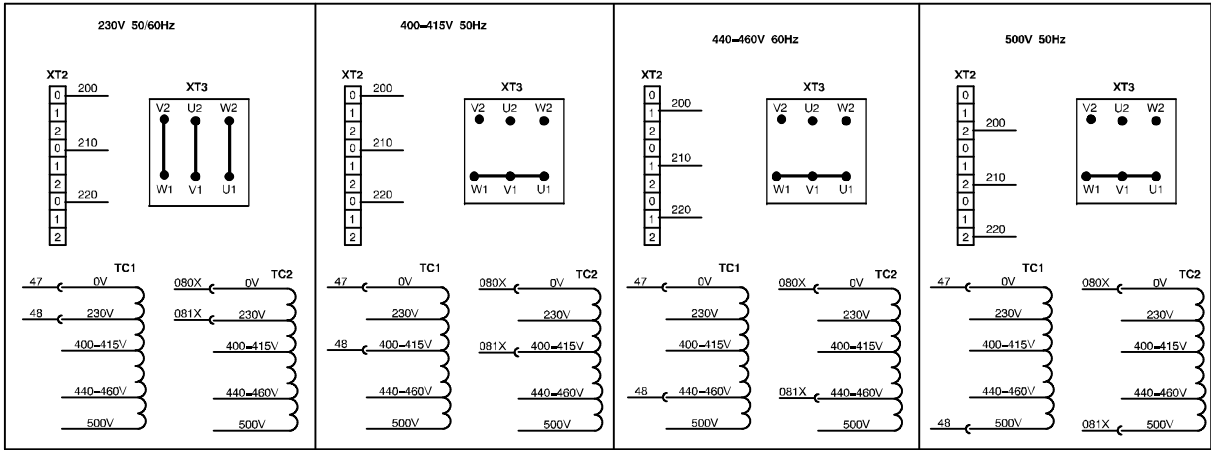 230V 50/60Hz
XT2
0 200
1
2
0 210
1
2
0 220
1
2
XT3
V2 U2 W2
W1 V1 U1
TC1
47 0V
48 230V
400-415V
440-460V
500V
TC2
080X 0V
081X 230V
400-415V
440-460V
500V
400-415V 50Hz
XT2
0 200
1
2
0 210
1
2
0 220
1
2
XT3
V2 U2 W2
W1 V1 U1
TC1
47 0V
230V
48 400-415V
440-460V
500V
TC2
080X 0V
230V
081X 400-415V
440-460V
500V
440-460V 60Hz
XT2
0
1 200
2
0
1 210
2
0
1 220
2
XT3
V2 U2 W2
W1 V1 U1
TC1
47 0V
230V
400-415V
48 440-460V
500V
TC2
080X 0V
230V
400-415V
081X 440-460V
500V
500V 50Hz
XT2
0
1
2 200
0
1
2 210
0
1
2 220
XT3
V2 U2 W2
W1 V1 U1
TC1
47 0V
230V
400-415V
440-460V
48 500V
TC2
080X 0V
230V
400-415V
440-460V
081X 500V